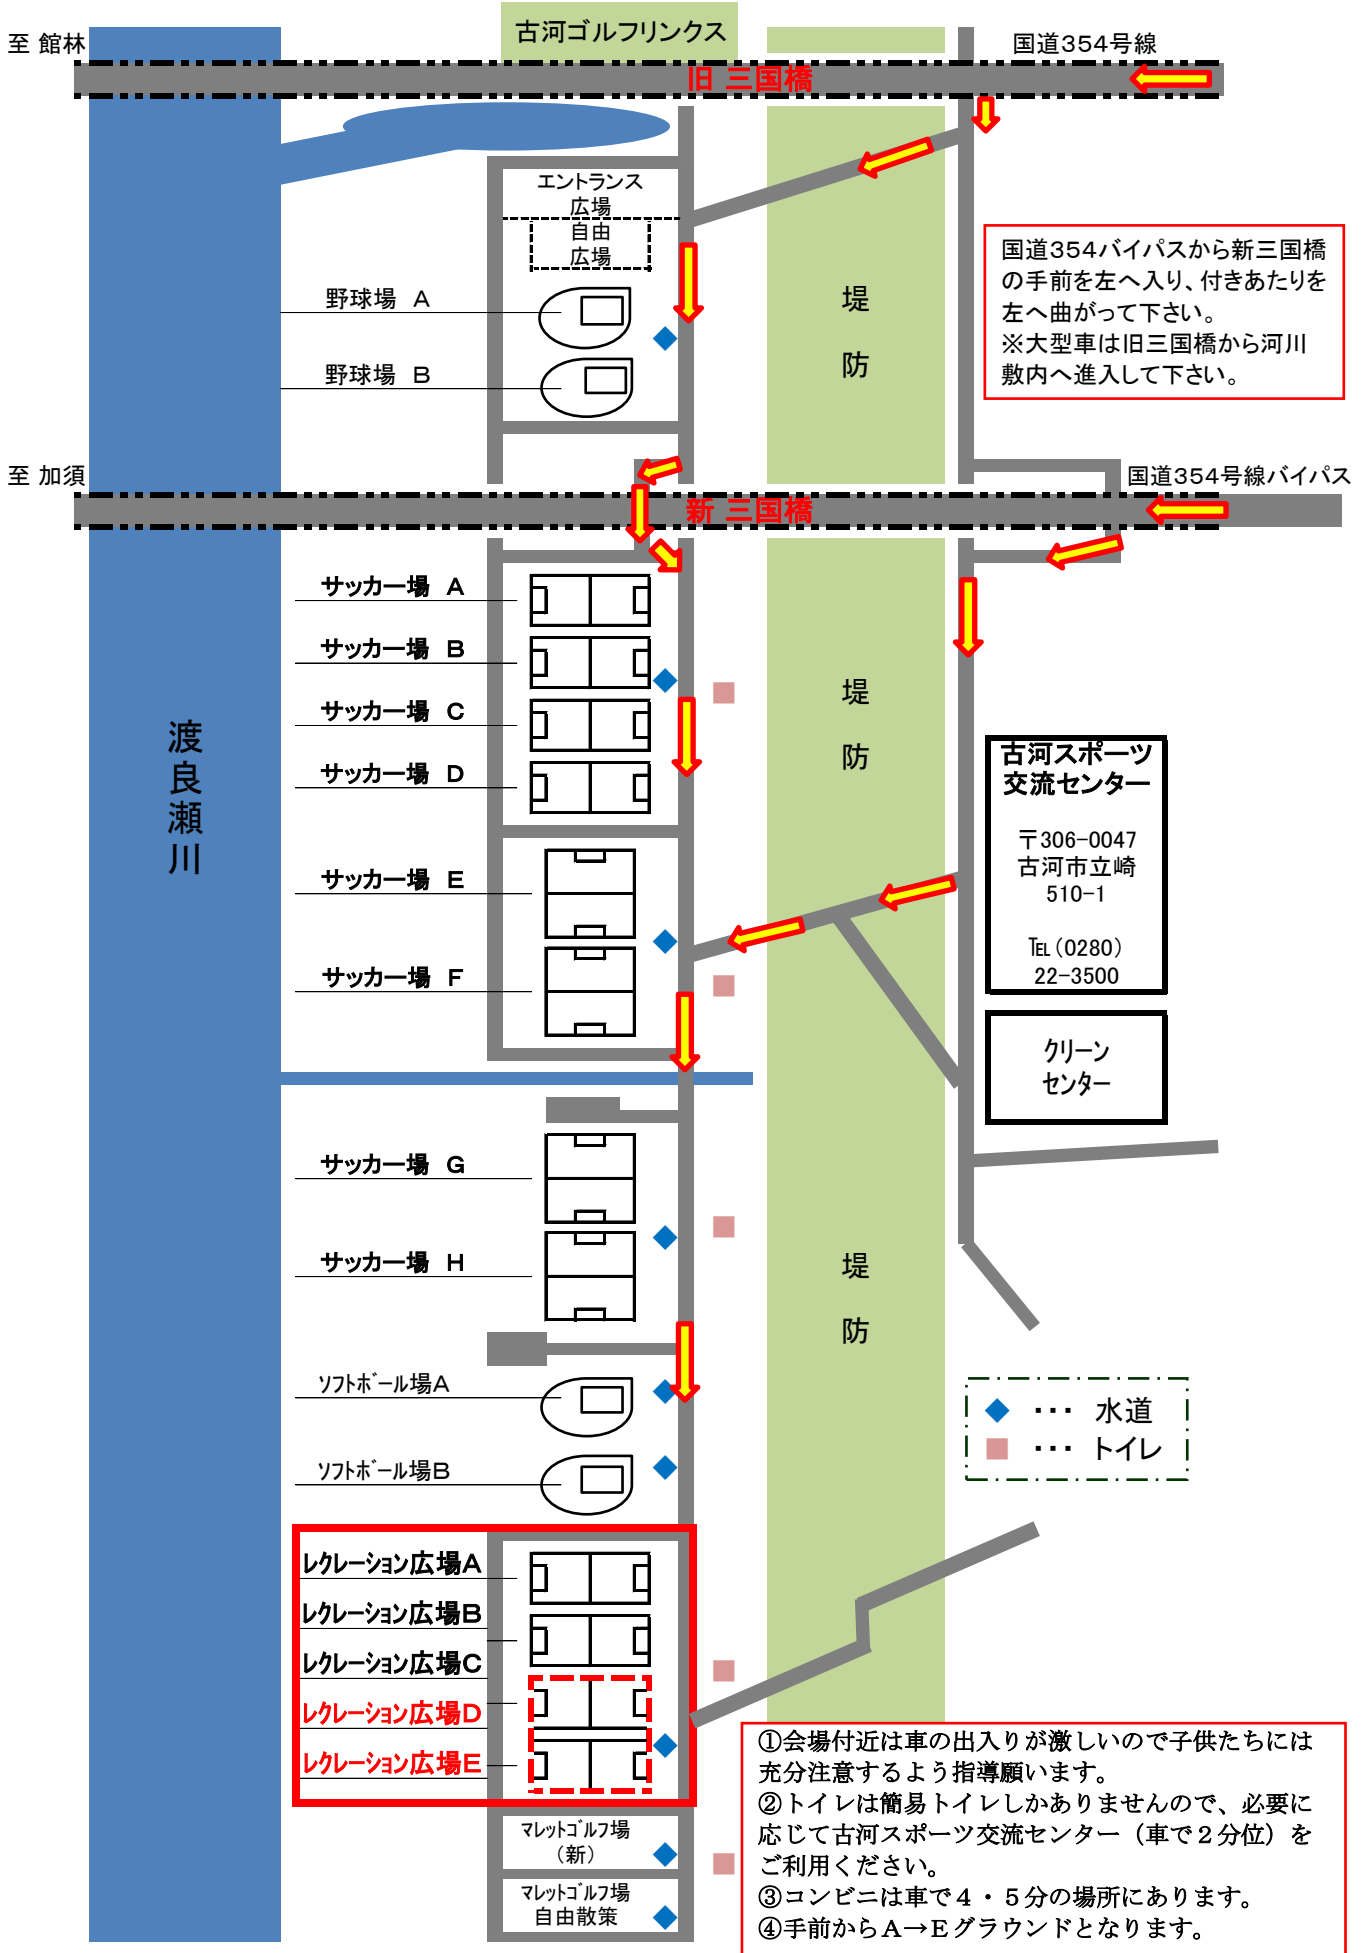 古河ゴルフリンクス
至 館林
国道354号線
旧 三国橋
エントランス
広場
自由
広場
国道354バイパスから新三国橋
の手前を左へ入り、付きあたりを
左へ曲がって下さい。
※大型車は旧三国橋から河川
敷内へ進入して下さい。
野球場 A
堤
防
野球場 B
至 加須
国道354号線バイパス
新 三国橋
サッカー場 A
サッカー場 B
サッカー場 C
サッカー場 D
堤
防
渡
良
瀬
川
古河スポーツ
交流センター
〒306-0047
古河市立崎
510-1
℡(0280)
22-3500
サッカー場 E
サッカー場 F
クリーン
センター
サッカー場 G
サッカー場 H
堤
防
ソフトボール場A
ソフトボール場B
◆ ・・・ 水道
■ ・・・ トイレ
レクレーション広場A
レクレーション広場B
レクレーション広場C
レクレーション広場D
レクレーション広場E
マレットゴルフ場
(新)
マレットゴルフ場
自由散策
①会場付近は車の出入りが激しいので子供たちには
充分注意するよう指導願います。
②トイレは簡易トイレしかありませんので、必要に
応じて古河スポーツ交流センター（車で２分位）を
ご利用ください。
③コンビニは車で４・５分の場所にあります。
④手前からＡ→Ｅグラウンドとなります。